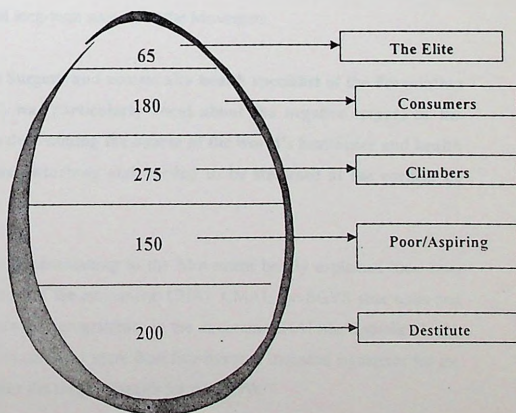 65 The Elite
180 Consumers
275 Climbers
150 Poor/Aspiring
200 Destitute